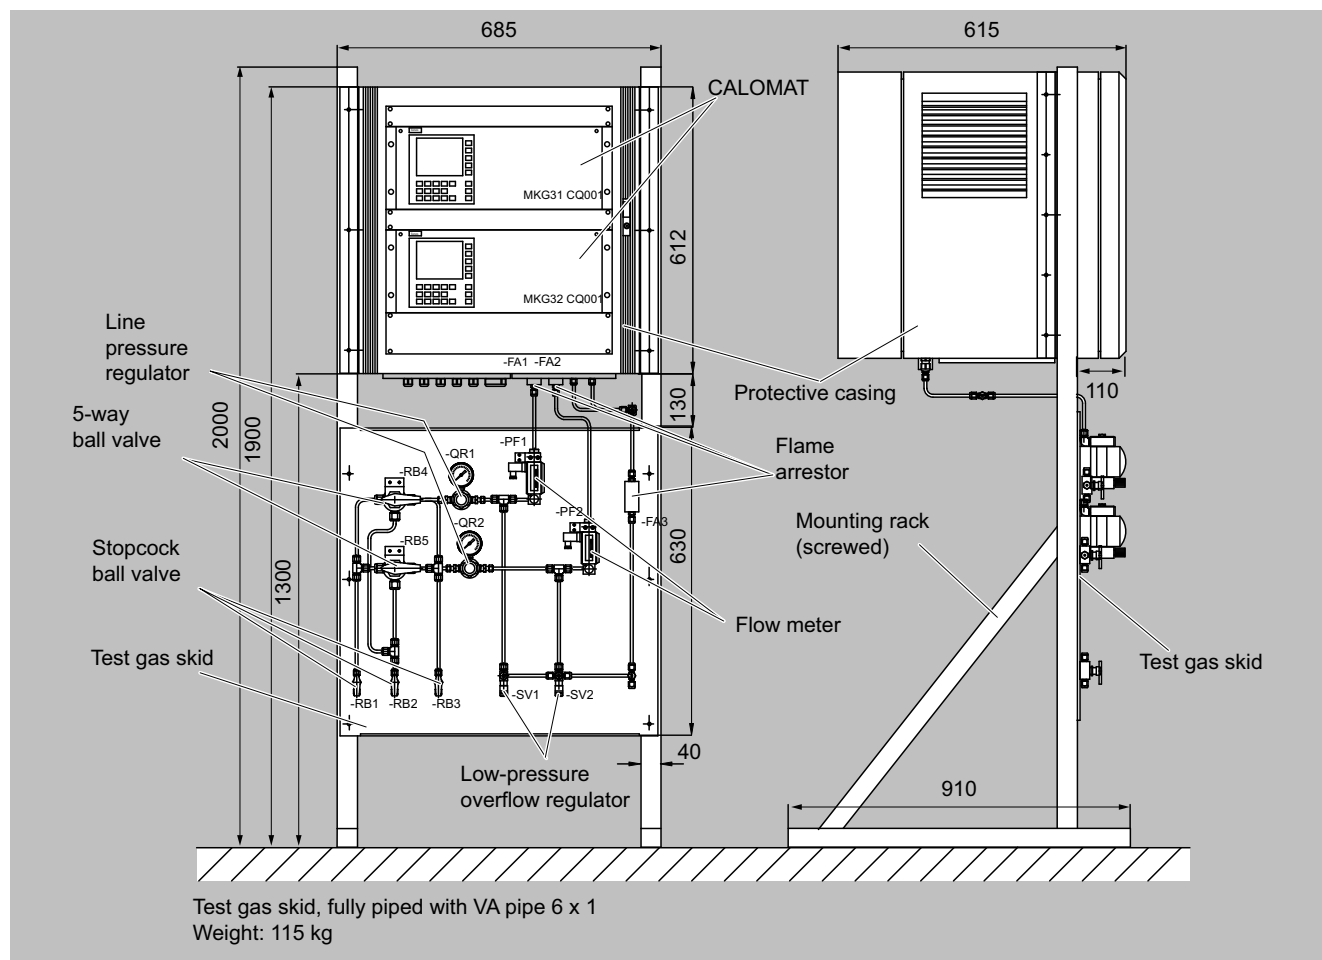 685
615
CALOMAT
MKG31 CQ001
612
MKG32 CQ001
Line
pressure
regulator
-FA1 -FA2
2000
1900
130
Protective casing
110
5-way
ball valve
-PF1
Flame
arrestor
-QR1
-RB4
-PF2
-QR2
-FA3
Mounting rack
(screwed)
-RB5
Stopcock
ball valve
630
1300
Flow meter
Test gas skid
Test gas skid
-RB1
-RB2
-RB3
-SV1
-SV2
40
Low-pressure
overflow regulator
910
Test gas skid, fully piped with VA pipe 6 x 1
Weight: 115 kg